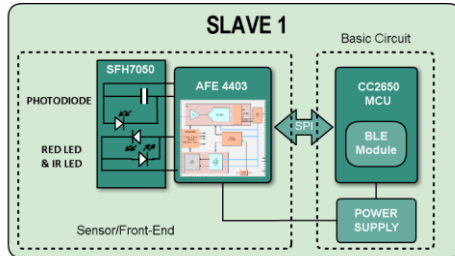 SLAVE 1
Basic Circuit
SFH7050
AFE 4403
CC2650
MCU
PHOTODIODE
SPI
BLE
Module
RED LED
& IR LED
POWER
SUPPLY
Sensor/Front-End